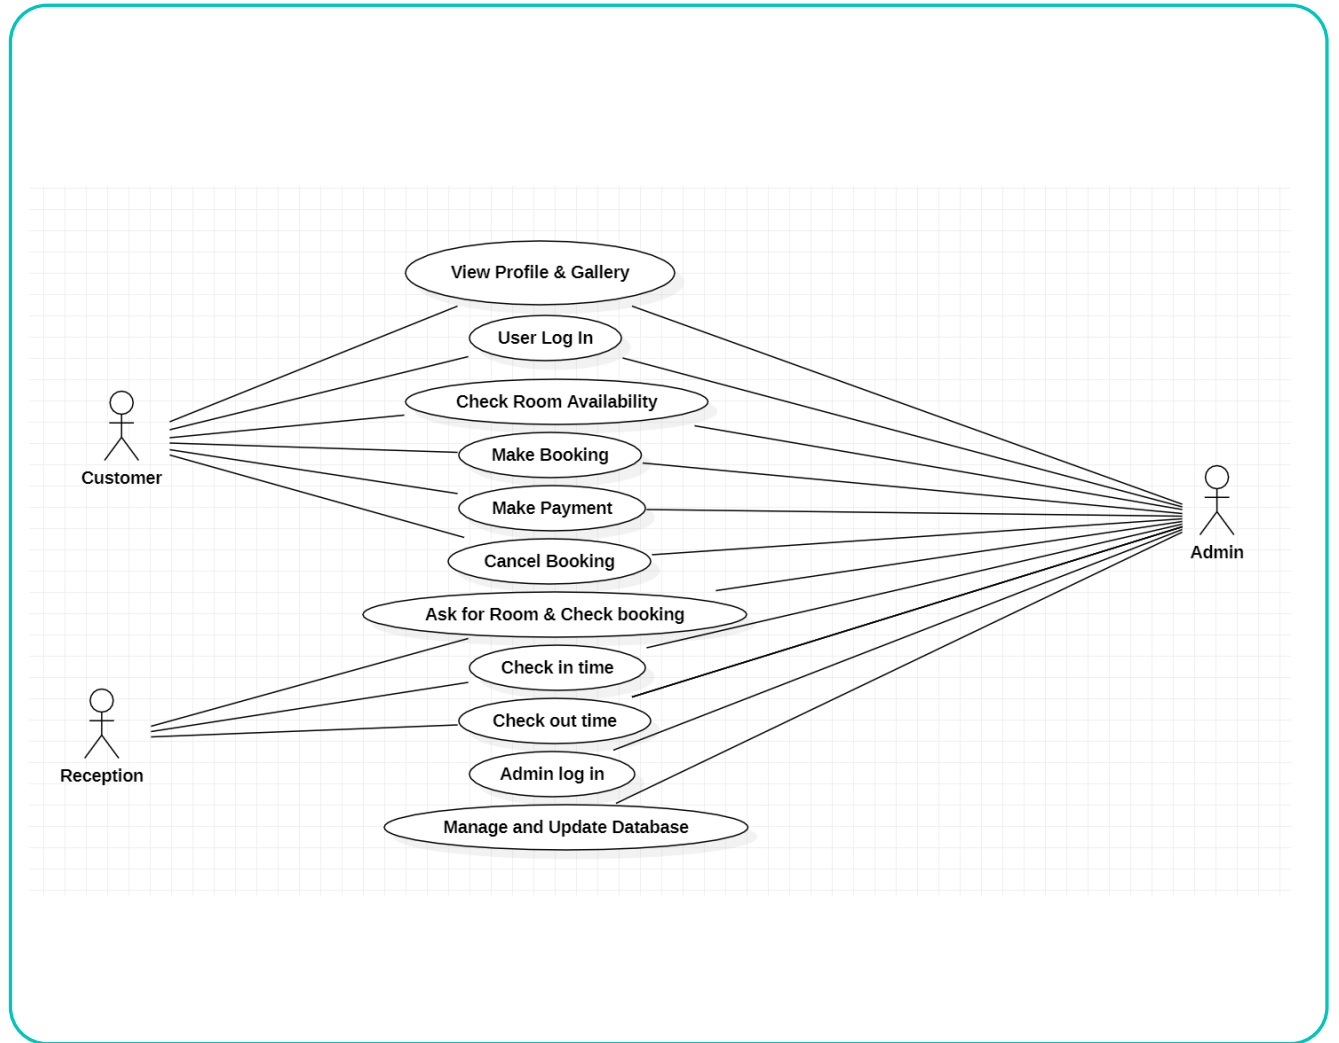 View Profile & Gallery
User Log In
Check Room Availability
Make Booking
Customer
Make Payment
Admin
Cancel Booking
Ask for Room & Check booking
Check in time
Check out time
Reception
Admin log in
Manage and Update Database